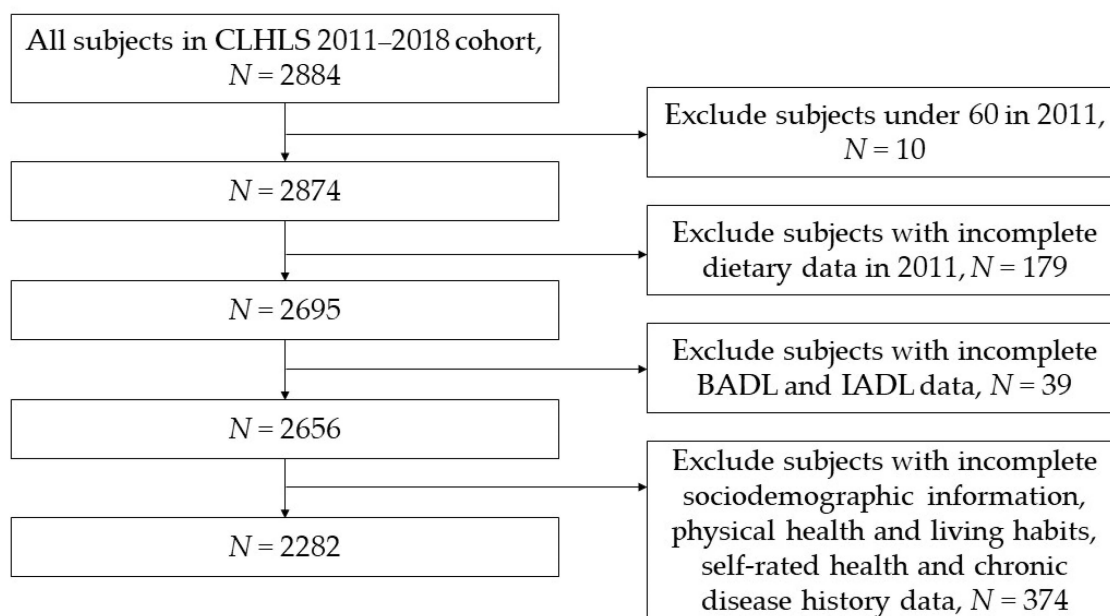 All subjects in CLHLS 2011–2018 cohort,
N = 2884
Exclude subjects under 60 in 2011,
N = 10
N = 2874
Exclude subjects with incomplete
dietary data in 2011, N = 179
N = 2695
Exclude subjects with incomplete
BADL and IADL data, N = 39
N = 2656
Exclude subjects with incomplete
sociodemographic information,
physical health and living habits,
self-rated health and chronic
disease history data, N = 374
N = 2282